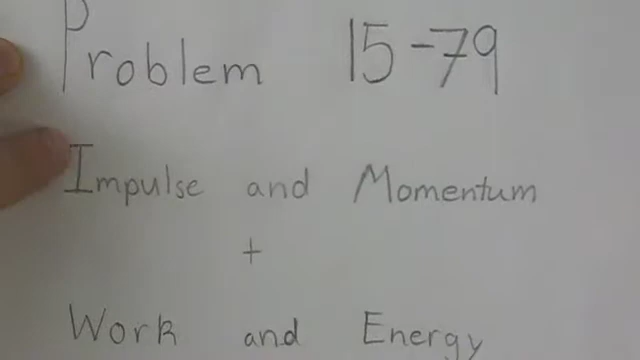 Problem 15-79
Impulse and Momentum
+
Work and Energy